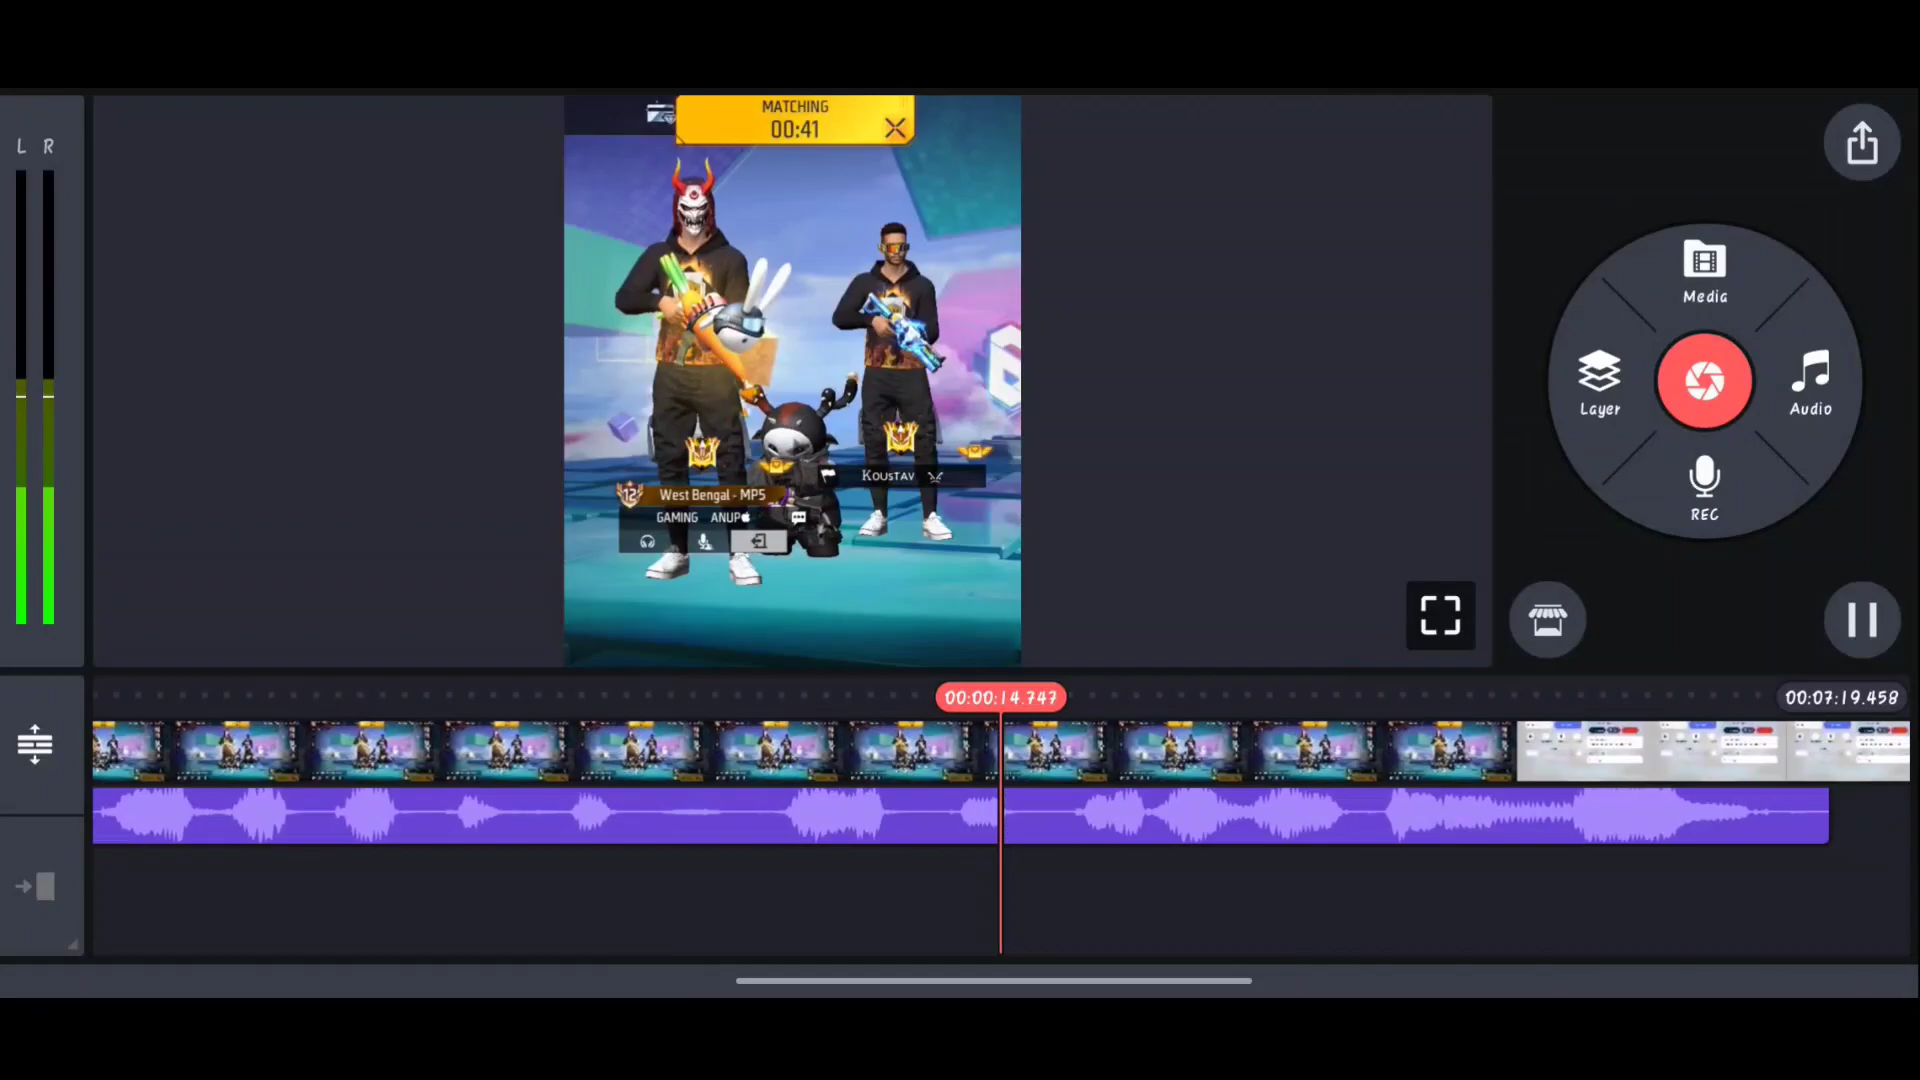 L R
MATCHING
00:41
Media
Layer
Audio
REC
KOUSTAV
12
West Bengal - MP5
GAMING ANUP
00:00:14.747
00:07:19.458